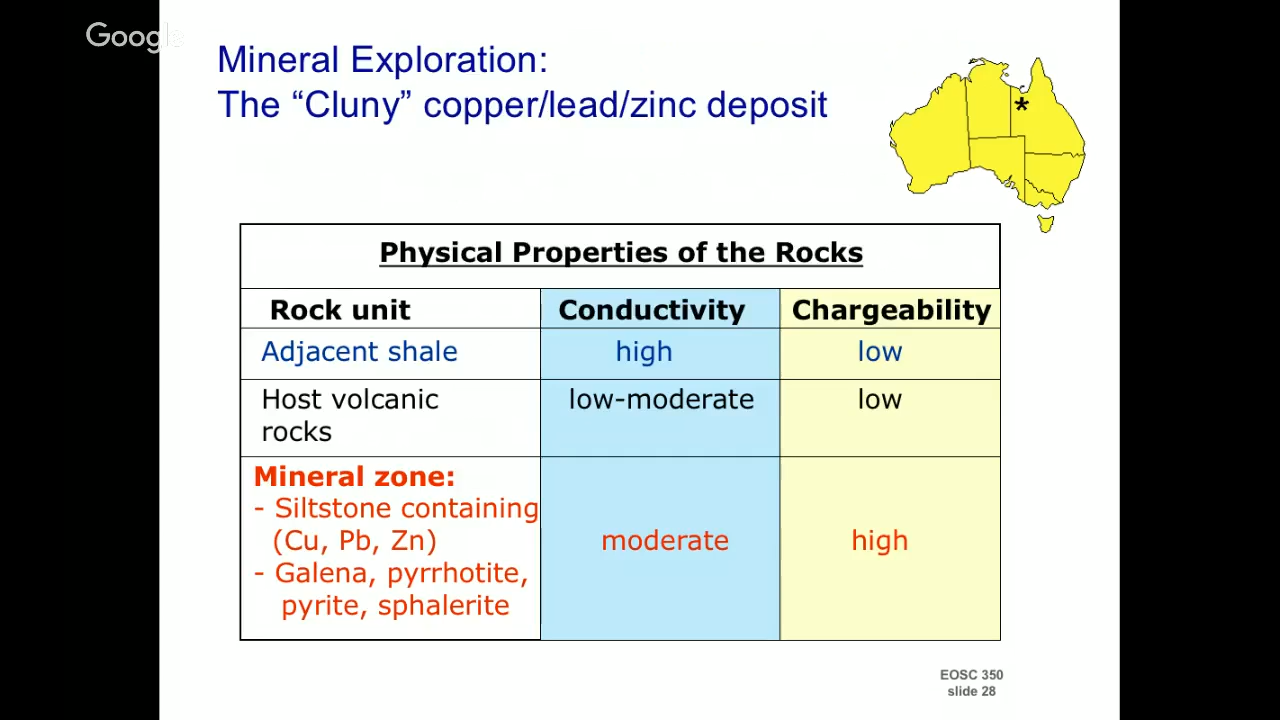 Google
Mineral Exploration:
The “Cluny” copper/lead/zinc deposit
*
Physical Properties of the Rocks
Rock unit Conductivity Chargeability
Adjacent shale high low
Host volcanic low-moderate low
rocks
Mineral zone:
- Siltstone containing
(Cu, Pb, Zn) moderate high
- Galena, pyrrhotite,
pyrite, sphalerite
EOSC 350
slide 28